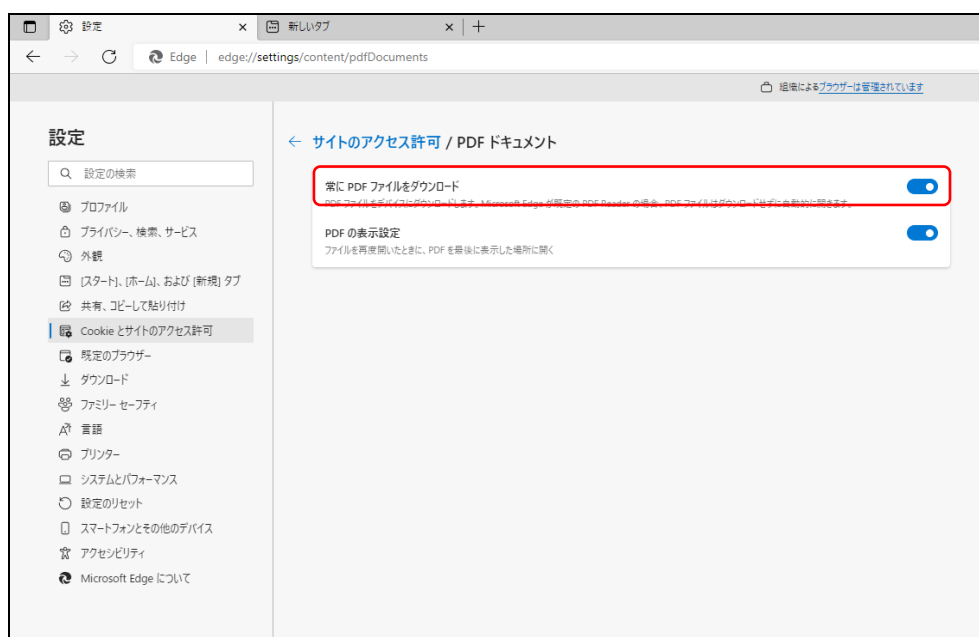 設定
新しいタブ
Edge | edge://settings/content/pdfDocuments
組織によるブラウザーは管理されています
設定
サイトのアクセス許可 / PDF ドキュメント
設定の検索
常に PDF ファイルをダウンロード
PDF ファイルをデバイスにダウンロードします。Microsoft Edge が既定の PDF Reader の場合、PDF ファイルはダウンロードせずに自動的に開きます。
PDF の表示設定
ファイルを再度開いたときに、PDF を最後に表示した場所に開く
プロファイル
プライバシー、検索、サービス
外観
[スタート]、[ホーム]、および [新規] タブ
共有、コピーして貼り付け
Cookie とサイトのアクセス許可
既定のブラウザー
ダウンロード
ファミリー セーフティ
言語
プリンター
システムとパフォーマンス
設定のリセット
スマートフォンとその他のデバイス
アクセシビリティ
Microsoft Edge について